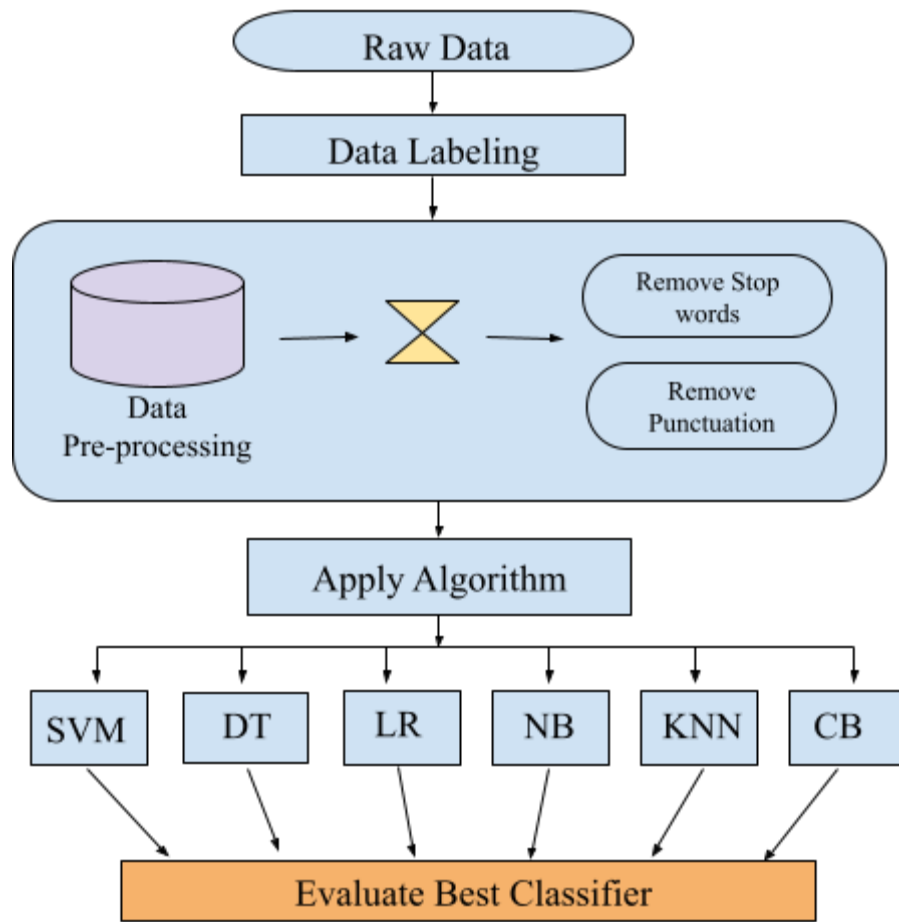 Raw Data
Data Labeling
Data
Pre-processing
Remove Stop
words
Remove
Punctuation
Apply Algorithm
SVM
DT
LR
NB
KNN
CB
Evaluate Best Classifier